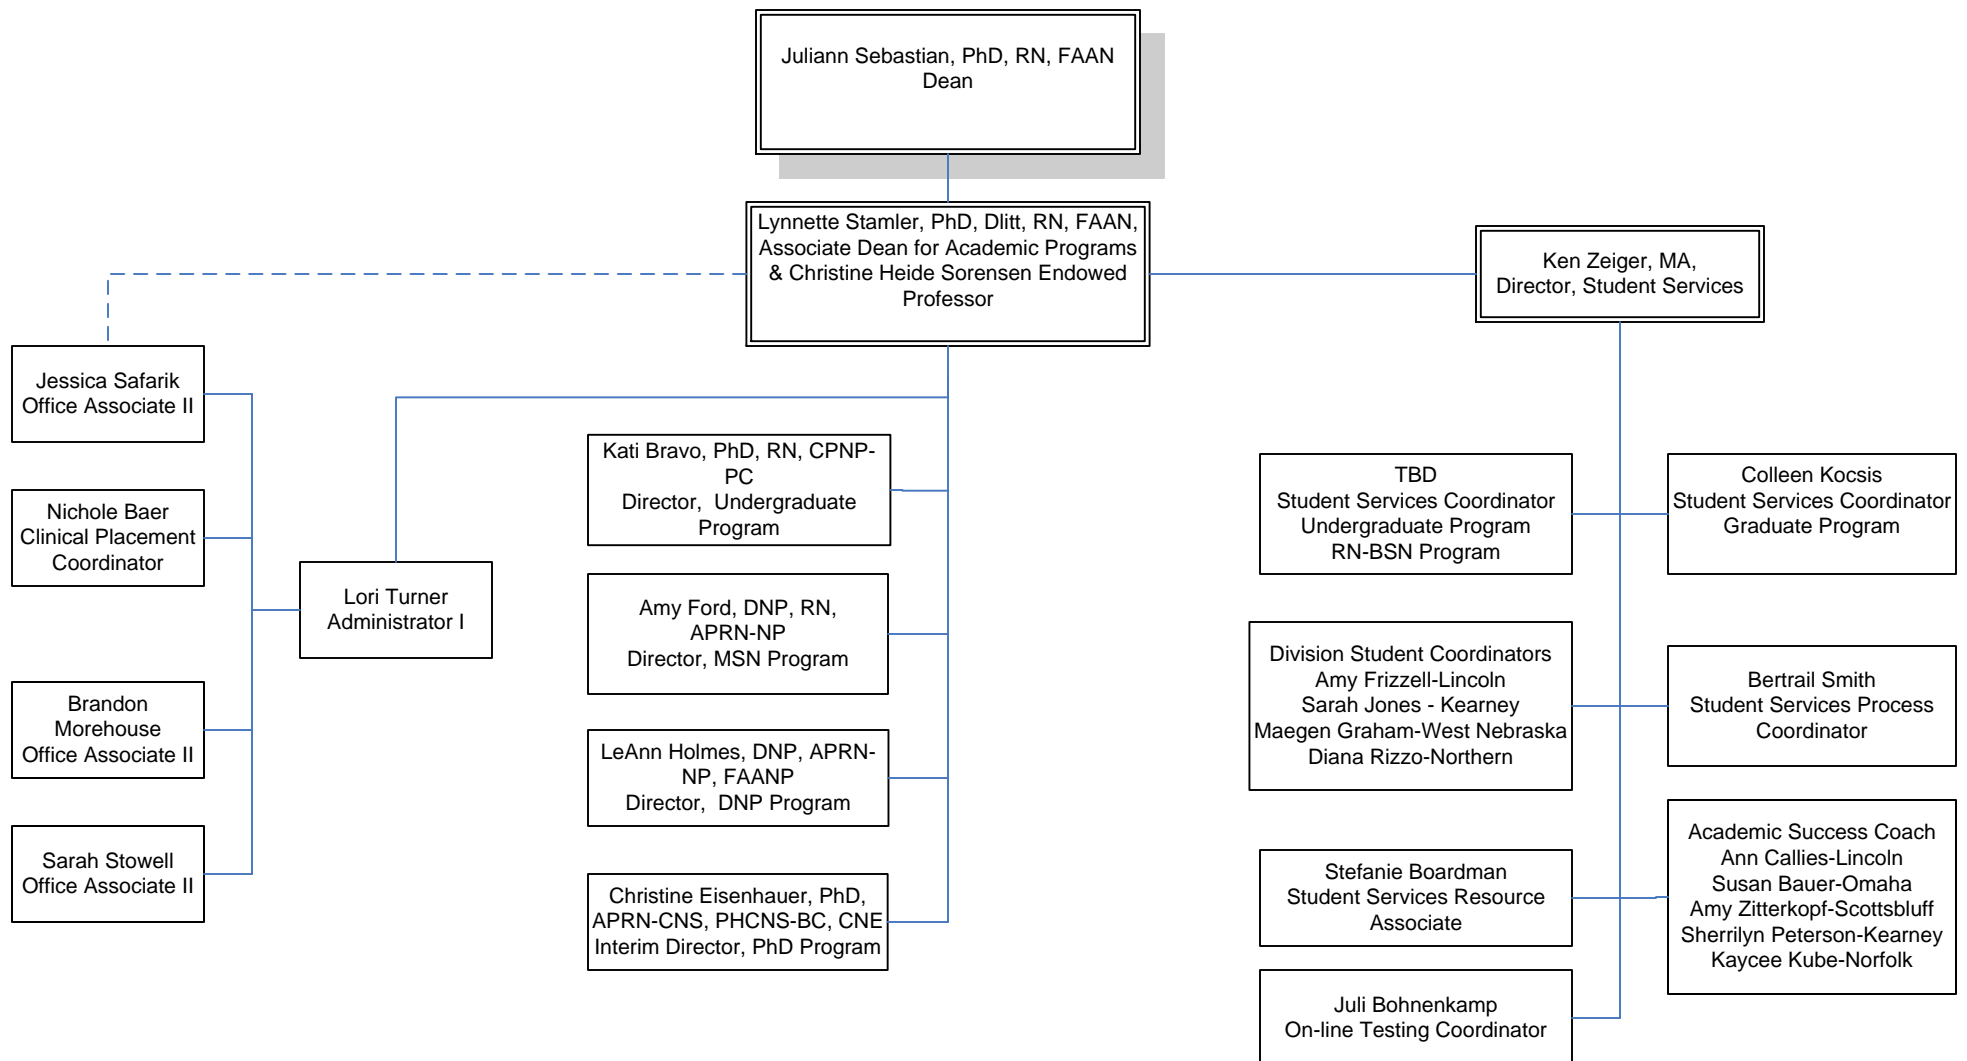 Juliann Sebastian, PhD, RN, FAAN
Dean
Lynnette Stamler, PhD, Dlitt, RN, FAAN,
Associate Dean for Academic Programs
& Christine Heide Sorensen Endowed
Professor
Ken Zeiger, MA,
Director, Student Services
Jessica Safarik
Office Associate II
Nichole Baer
Clinical Placement
Coordinator
Brandon
Morehouse
Office Associate II
Sarah Stowell
Office Associate II
Lori Turner
Administrator I
Kati Bravo, PhD, RN, CPNP-
PC
Director,  Undergraduate
Program
Amy Ford, DNP, RN,
APRN-NP
Director, MSN Program
LeAnn Holmes, DNP, APRN-
NP, FAANP
Director,  DNP Program
Christine Eisenhauer, PhD,
APRN-CNS, PHCNS-BC, CNE
Interim Director, PhD Program
TBD
Student Services Coordinator
Undergraduate Program
RN-BSN Program
Colleen Kocsis
Student Services Coordinator
Graduate Program
Division Student Coordinators
Amy Frizzell-Lincoln
Sarah Jones - Kearney
Maegen Graham-West Nebraska
Diana Rizzo-Northern
Bertrail Smith
Student Services Process
Coordinator
Stefanie Boardman
Student Services Resource
Associate
Academic Success Coach
Ann Callies-Lincoln
Susan Bauer-Omaha
Amy Zitterkopf-Scottsbluff
Sherrilyn Peterson-Kearney
Kaycee Kube-Norfolk
Juli Bohnenkamp
On-line Testing Coordinator